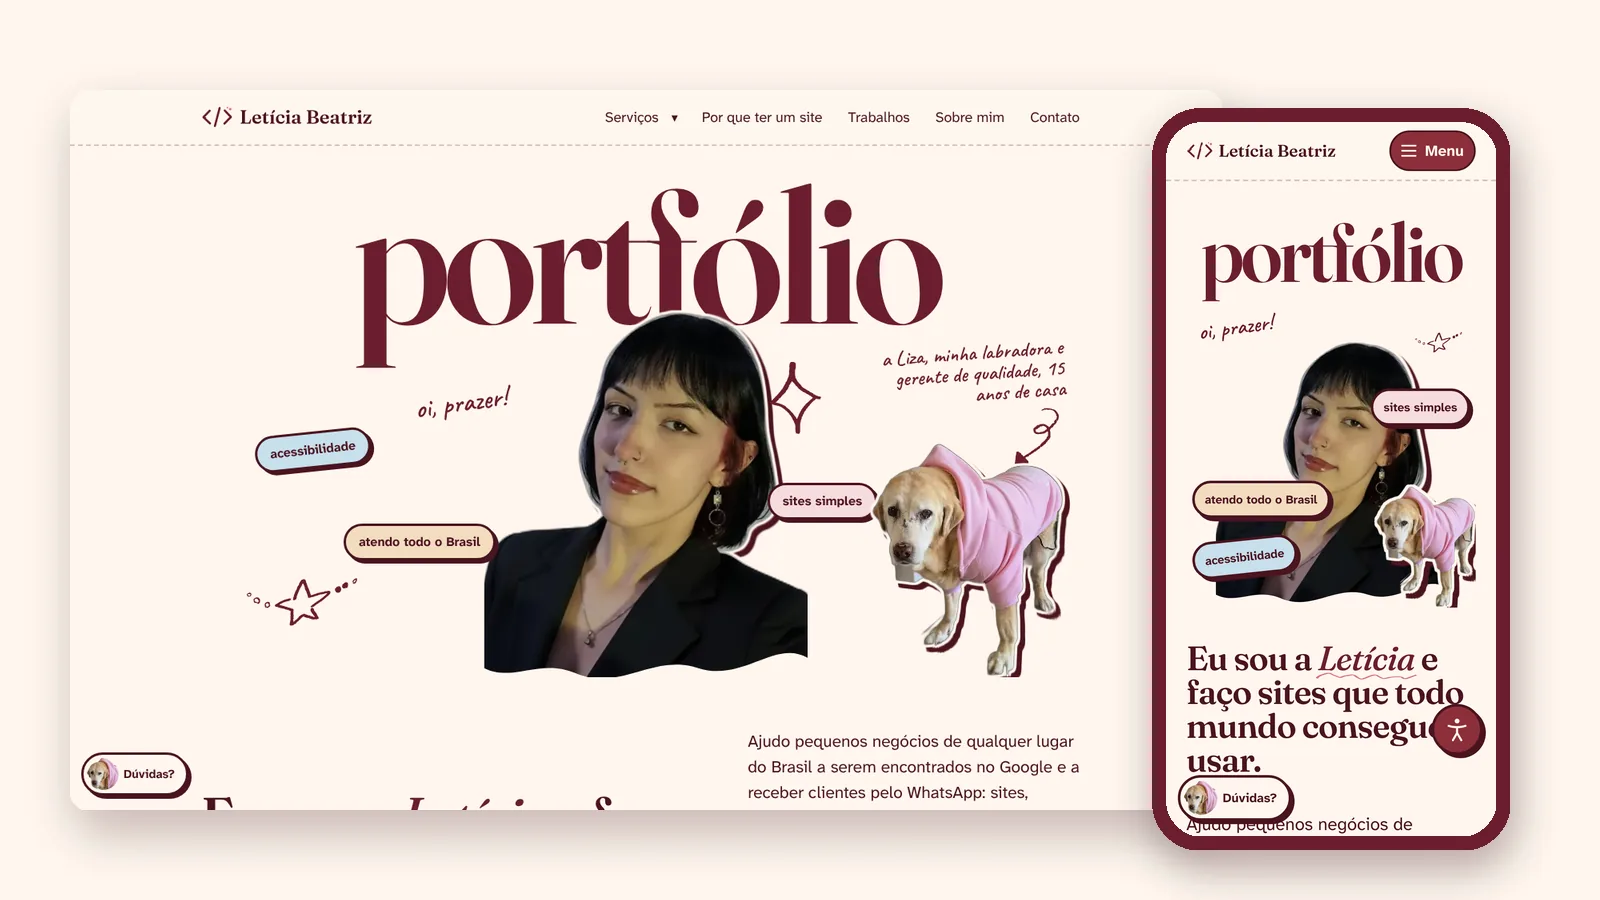 </> Letícia Beatriz
Serviços ▾ Por que ter um site Trabalhos Sobre mim Contato
portfólio
oi, prazer!
a Liza, minha labradora e
gerente de qualidade, 15
anos de casa
acessibilidade
sites simples
atendo todo o Brasil
Ajudo pequenos negócios de qualquer lugar
do Brasil a serem encontrados no Google e a
receber clientes pelo WhatsApp: sites,
Dúvidas?
</> Letícia Beatriz
Menu
portfólio
oi, prazer!
sites simples
atendo todo o Brasil
acessibilidade
Eu sou a Letícia e
faço sites que todo
mundo consegue
usar.
Dúvidas?
Ajudo pequenos negócios de